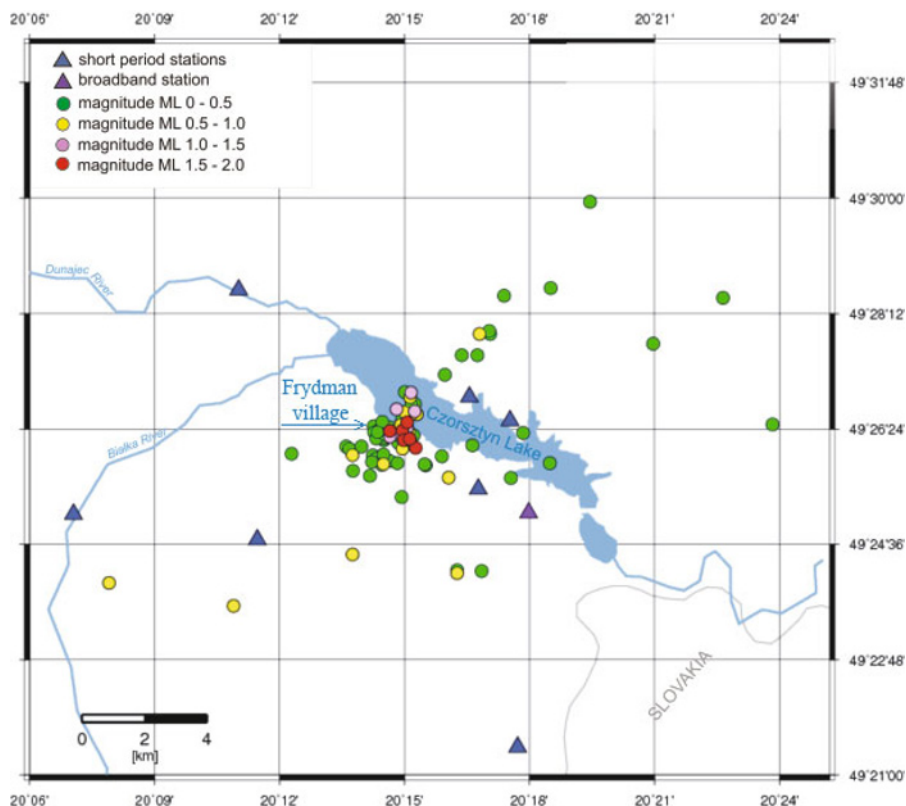 20°06' 20°09' 20°12' 20°15' 20°18' 20°21' 20°24'
short period stations
broadband station
magnitude ML 0 - 0.5
magnitude ML 0.5 - 1.0
magnitude ML 1.0 - 1.5
magnitude ML 1.5 - 2.0
49°31'48"
49°30'00"
Dunajec River
49°28'12"
Frydman
village
Czorsztyn Lake
49°26'24"
Białka River
49°24'36"
49°22'48"
SLOVAKIA
0 2 4
[km]
49°21'00"
20°06' 20°09' 20°12' 20°15' 20°18' 20°21' 20°24'